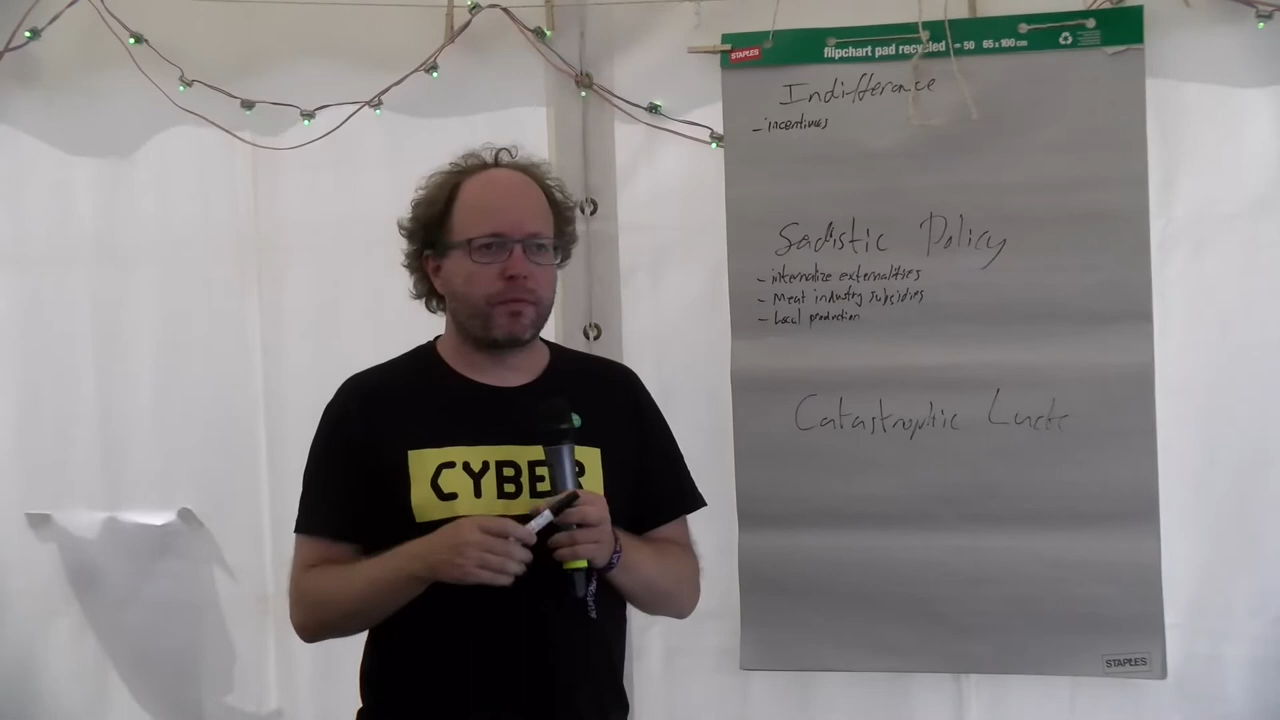 STAPLES
flipchart pad recycled 50 65 x 100 cm
Indifference
- incentives
Sadistic Policy
- internalize externalities
- Meat industry subsidies
- Local production
Catastrophic Luck
CYBER
STAPLES